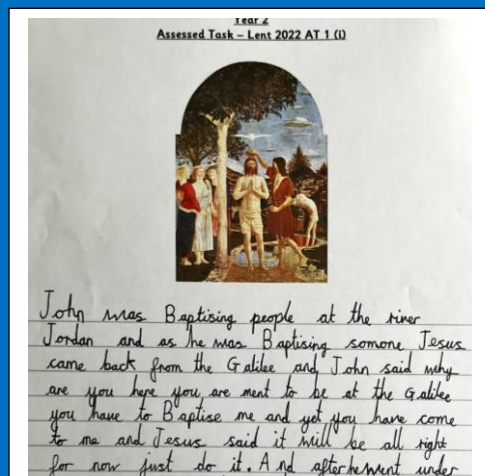 Year 2
Assessed Task – Lent 2022 AT 1 (i)
John was Baptising people at the river
Jordan and as he was Baptising somone Jesus
came back from the Galilee and John said why
are you here you are ment to be at the Galilee
you have to Baptise me and yet you have come
to me and Jesus said it will be all right
for now just do it. And after he went under